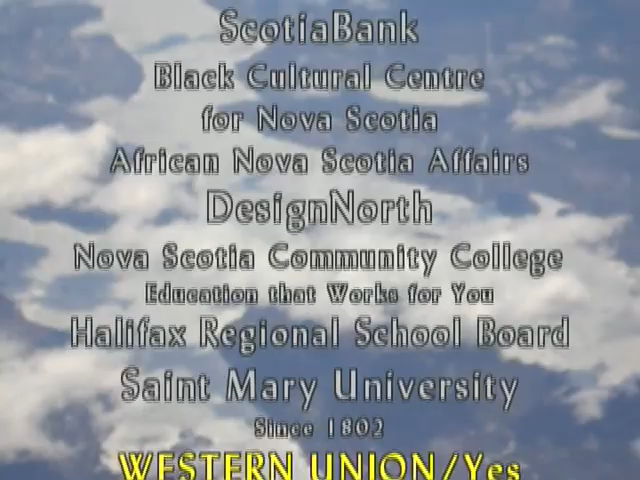 ScotiaBank
Black Cultural Centre
for Nova Scotia
African Nova Scotia Affairs
DesignNorth
Nova Scotia Community College
Education that Works for You
Halifax Regional School Board
Saint Mary University
Since 1802
WESTERN UNION/Yes